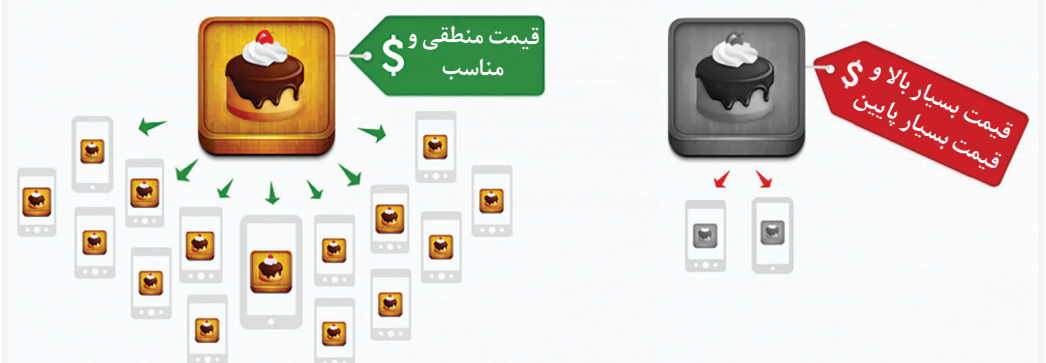 قیمت منطقی و
مناسب
$
قیمت بسیار بالا و
قیمت بسیار پایین
$